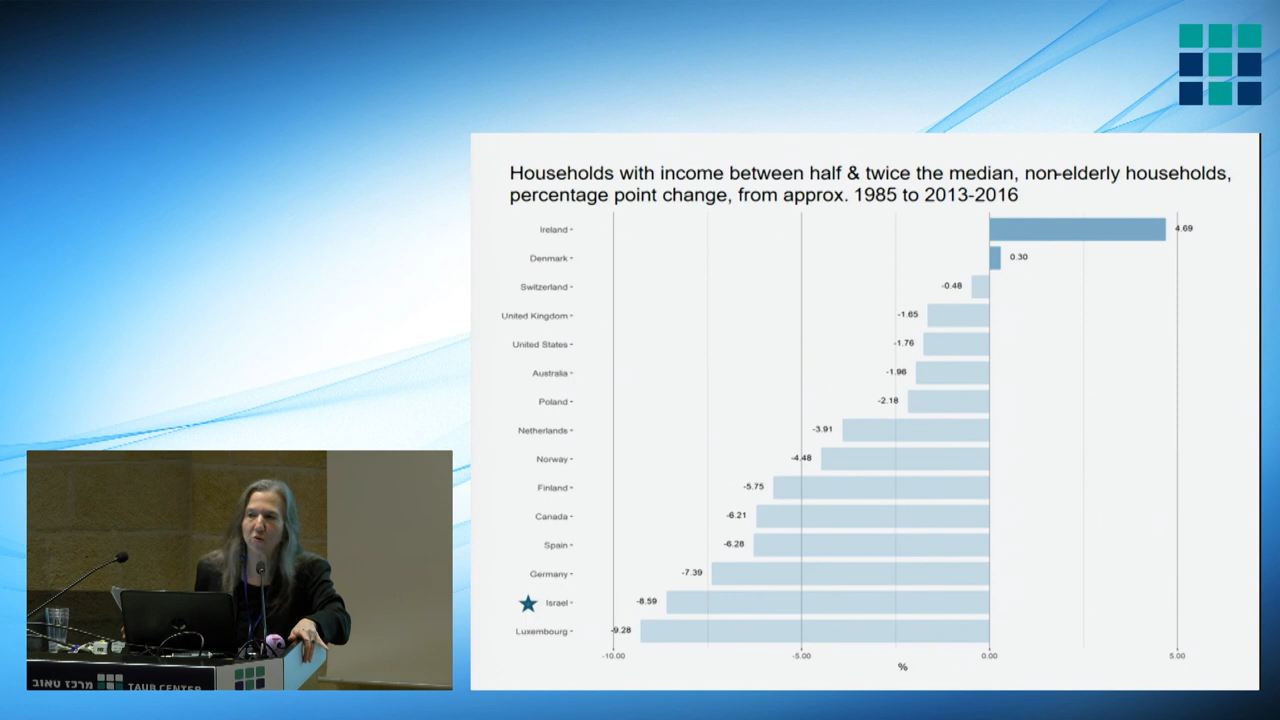 Households with income between half & twice the median, non-elderly households,
percentage point change, from approx. 1985 to 2013-2016
Ireland 4.69
Denmark 0.30
Switzerland -0.48
United Kingdom -1.65
United States -1.76
Australia -1.96
Poland -2.18
Netherlands -3.91
Norway -4.48
Finland -5.75
Canada -6.21
Spain -6.28
Germany -7.39
Israel -8.59
Luxembourg -9.28
-10.00 -5.00 0.00 5.00
%
מרכז טאוב TAUB CENTER